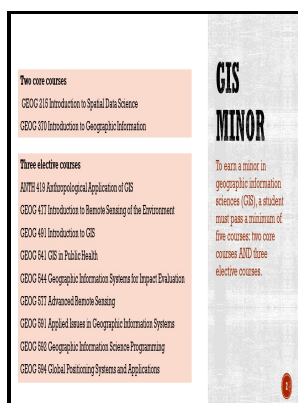 Two core courses
GEOG 215 Introduction to Spatial Data Science
GEOG 370 Introduction to Geographic Information
Three elective courses
ANTH 419 Anthropological Application of GIS
GEOG 477 Introduction to Remote Sensing of the Environment
GEOG 491 Introduction to GIS
GEOG 541 GIS in Public Health
GEOG 544 Geographic Information Systems for Impact Evaluation
GEOG 577 Advanced Remote Sensing
GEOG 591 Applied Issues in Geographic Information Systems
GEOG 592 Geographic Information Science Programming
GEOG 594 Global Positioning Systems and Applications
GIS
MINOR
To earn a minor in
geographic information
sciences (GIS), a student
must pass a minimum of
five courses: two core
courses AND three
elective courses.
2